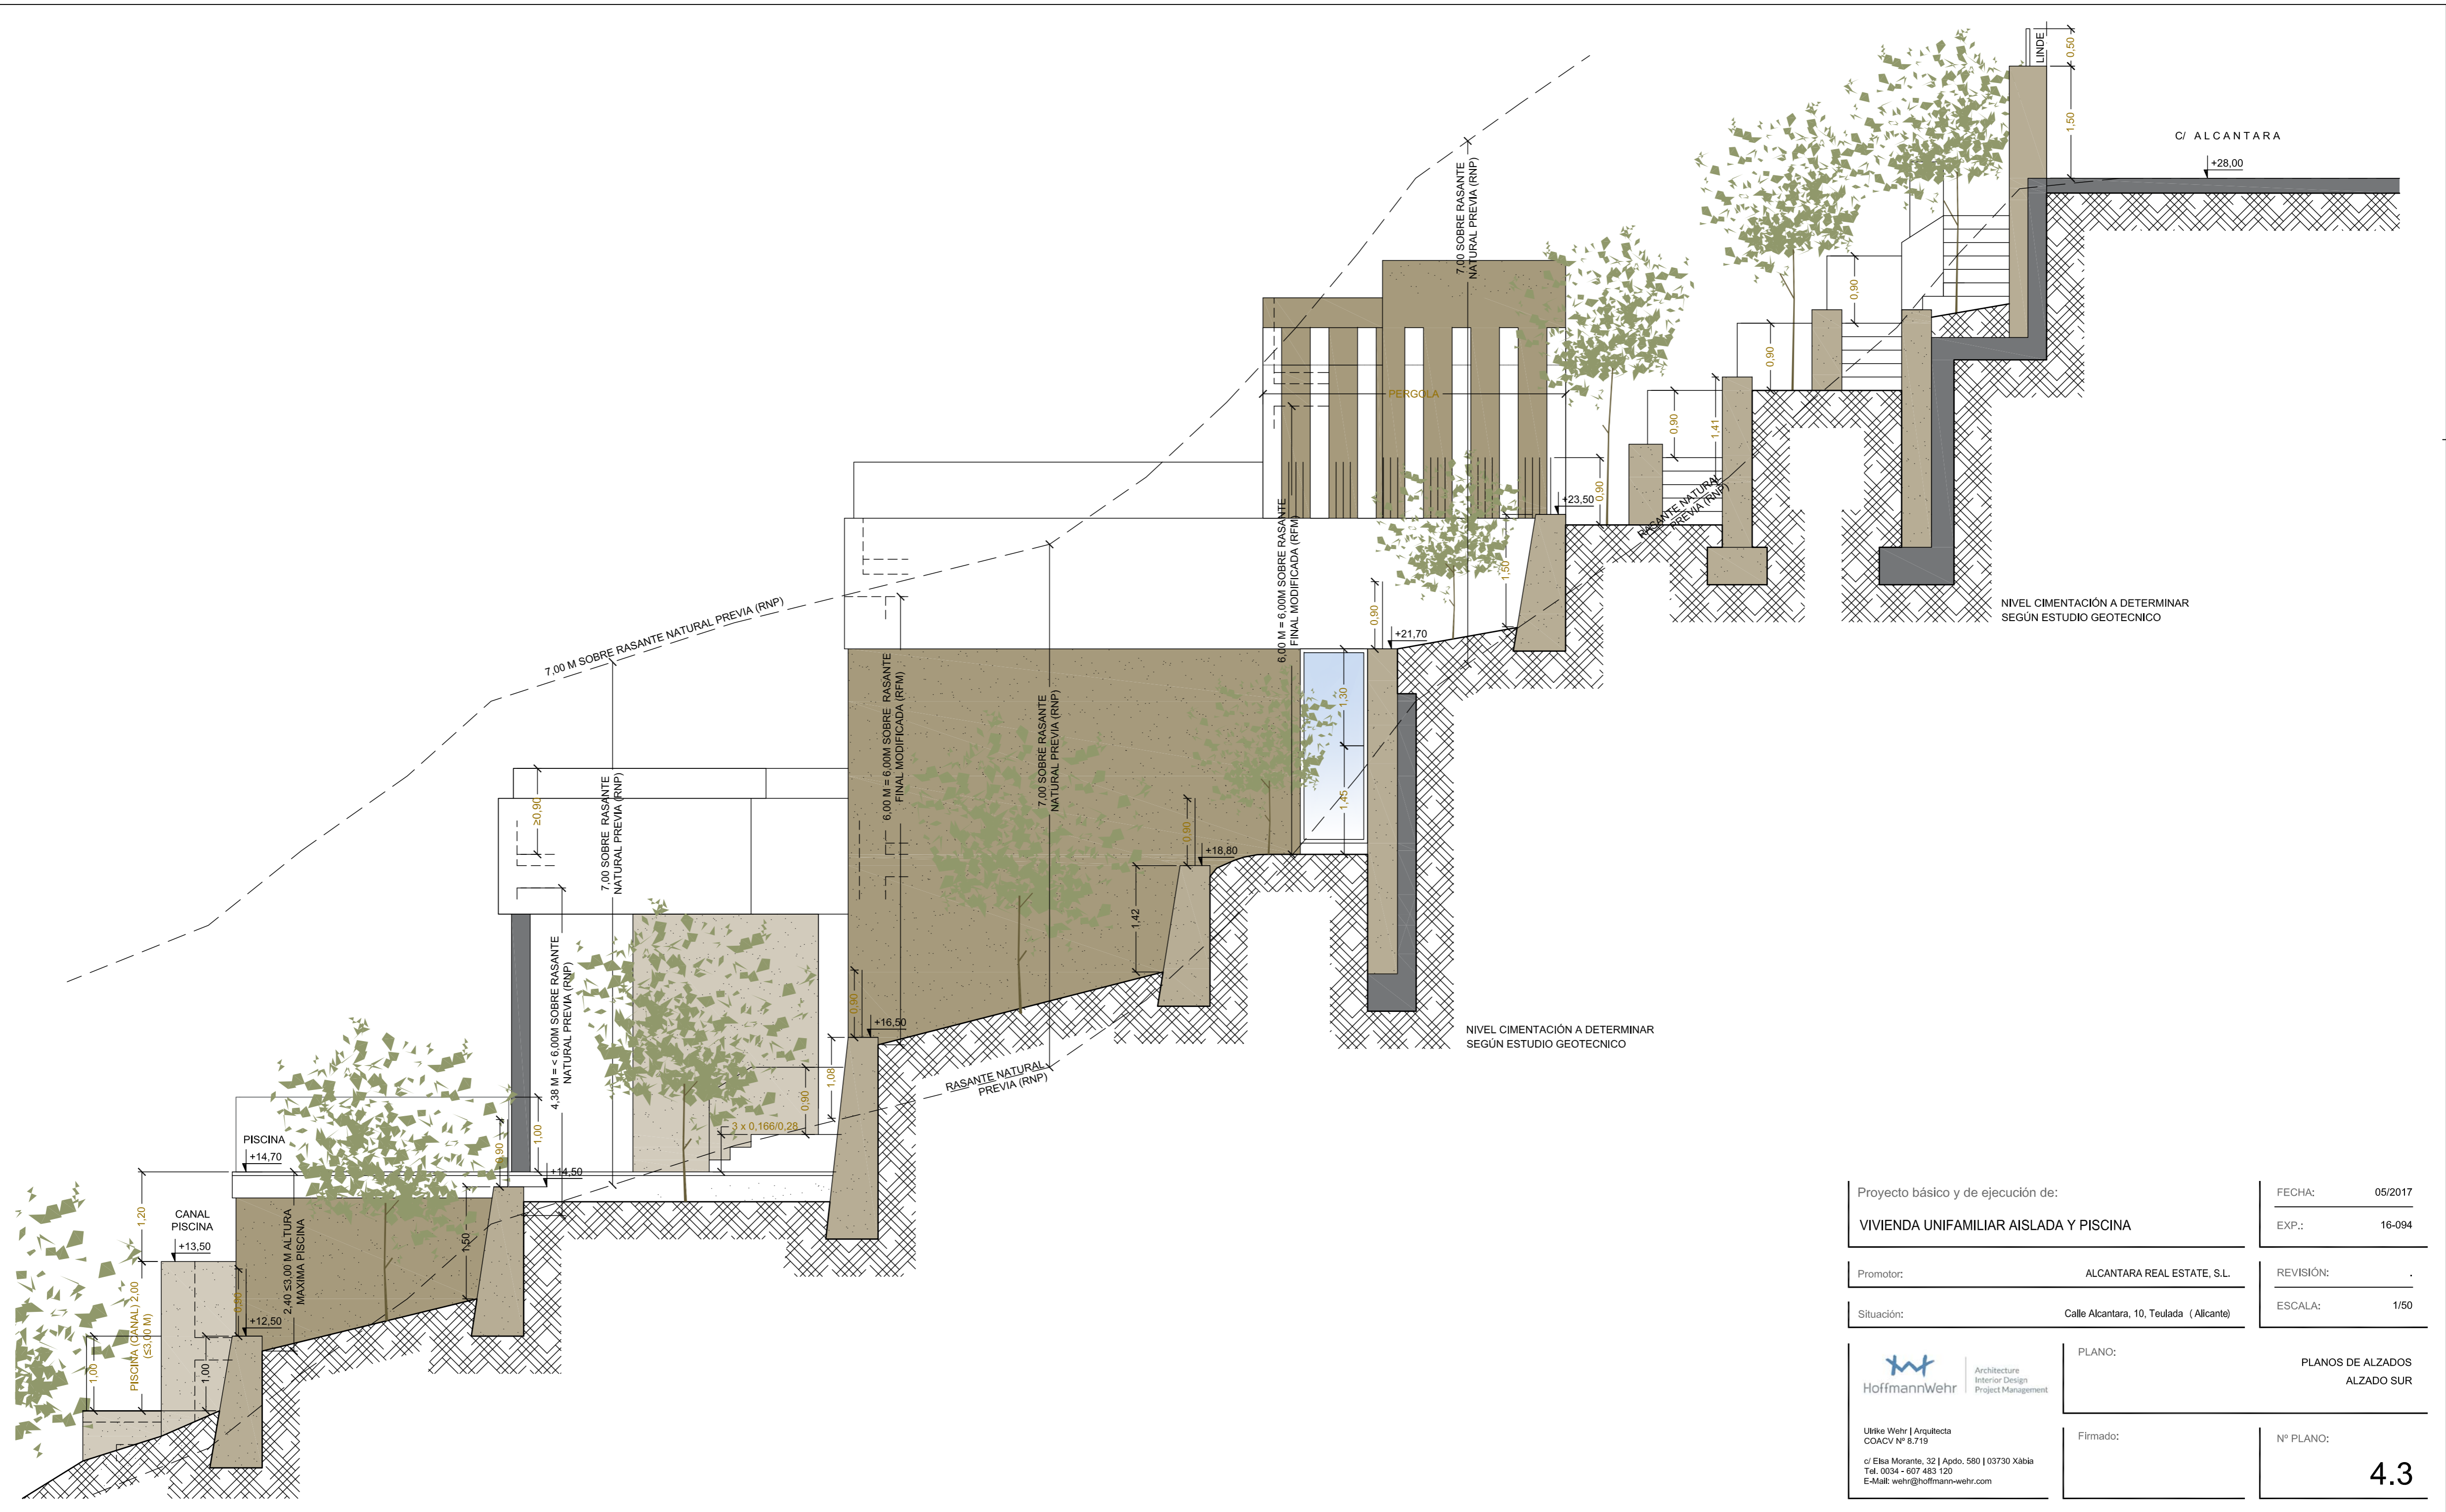 LINDE
0,50
1,50
C/ ALCANTARA
+28,00
7,00 SOBRE RASANTE
NATURAL PREVIA (RNP)
0,90
0,90
PERGOLA
0,90
1,41
0,90
+23,50
RASANTE NATURAL
PREVIA (RNP)
6,00 M = 6,00M SOBRE RASANTE
FINAL MODIFICADA (RFM)
1,50
0,90
+21,70
NIVEL CIMENTACIÓN A DETERMINAR
SEGÚN ESTUDIO GEOTECNICO
7,00 M SOBRE RASANTE NATURAL PREVIA (RNP)
6,00 M = 6,00M SOBRE RASANTE
FINAL MODIFICADA (RFM)
7,00 SOBRE RASANTE
NATURAL PREVIA (RNP)
1,30
1,45
≥0,90
7,00 SOBRE RASANTE
NATURAL PREVIA (RNP)
0,90
+18,80
1,42
4,38 M = < 6,00M SOBRE RASANTE
NATURAL PREVIA (RNP)
0,90
+16,50
NIVEL CIMENTACIÓN A DETERMINAR
SEGÚN ESTUDIO GEOTECNICO
1,08
RASANTE NATURAL
PREVIA (RNP)
0,90
3 x 0,166/0,28
PISCINA
+14,70
1,00
0,90
+14,50
1,20
CANAL
PISCINA
+13,50
2,40 ≤3,00 M ALTURA
MAXIMA PISCINA
1,50
PISCINA (CANAL) 2,00
(≤3,00 M)
0,90
+12,50
1,00
1,00
Proyecto básico y de ejecución de:
VIVIENDA UNIFAMILIAR AISLADA Y PISCINA
FECHA: 05/2017
EXP.: 16-094
Promotor: ALCANTARA REAL ESTATE, S.L.
REVISIÓN: .
Situación: Calle Alcantara, 10, Teulada ( Alicante)
ESCALA: 1/50
HoffmannWehr
Architecture
Interior Design
Project Management
PLANO:
PLANOS DE ALZADOS
ALZADO SUR
Ulrike Wehr | Arquitecta
COACV Nº 8.719
c/ Elsa Morante, 32 | Apdo. 580 | 03730 Xàbia
Tel. 0034 - 607 483 120
E-Mail: wehr@hoffmann-wehr.com
Firmado:
Nº PLANO:
4.3